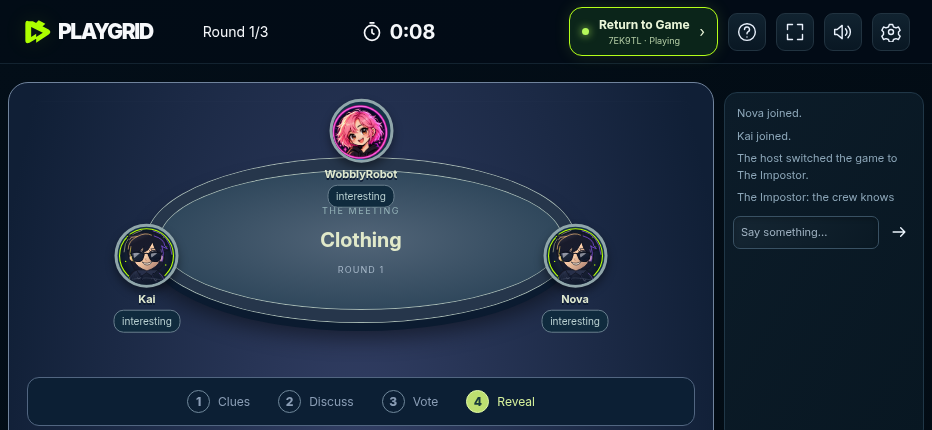 PLAYGRID
Round 1/3
0:08
Return to Game
7EK9TL · Playing
Nova joined.
Kai joined.
The host switched the game to
The Impostor.
The Impostor: the crew knows
Say something...
WobblyRobot
interesting
THE MEETING
Clothing
ROUND 1
Kai
interesting
Nova
interesting
1 Clues
2 Discuss
3 Vote
4 Reveal